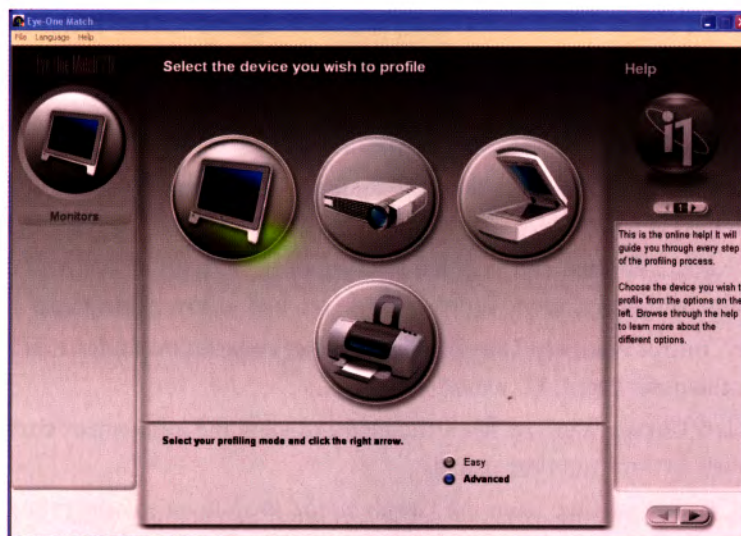 Eye-One Match
File Language Help
Select the device you wish to profile
Monitors
Select your profiling mode and click the right arrow.
Easy
Advanced
Help
i1
1
This is the online help! It will
guide you through every step
of the profiling process.
Choose the device you wish t
profile from the options on the
left. Browse through the help
to learn more about the
different options.